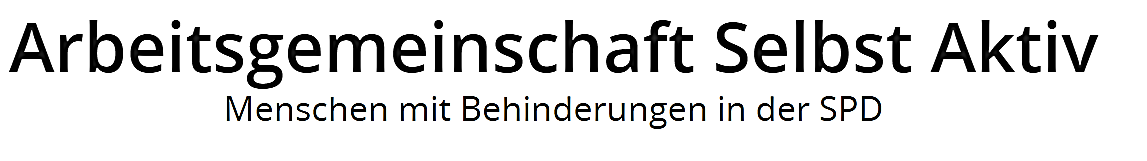 Arbeitsgemeinschaft Selbst Aktiv
Menschen mit Behinderungen in der SPD